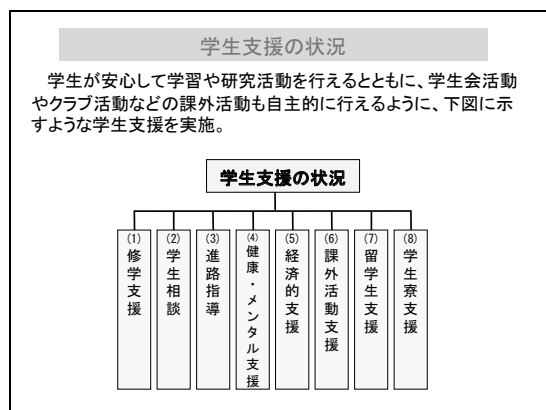 学生支援の状況
学生が安心して学習や研究活動を行えるとともに、学生会活動
やクラブ活動などの課外活動も自主的に行えるように、下図に示
すような学生支援を実施。
学生支援の状況
(1)修学支援
(2)学生相談
(3)進路指導
(4)健康・メンタル支援
(5)経済的支援
(6)課外活動支援
(7)留学生支援
(8)学生寮支援